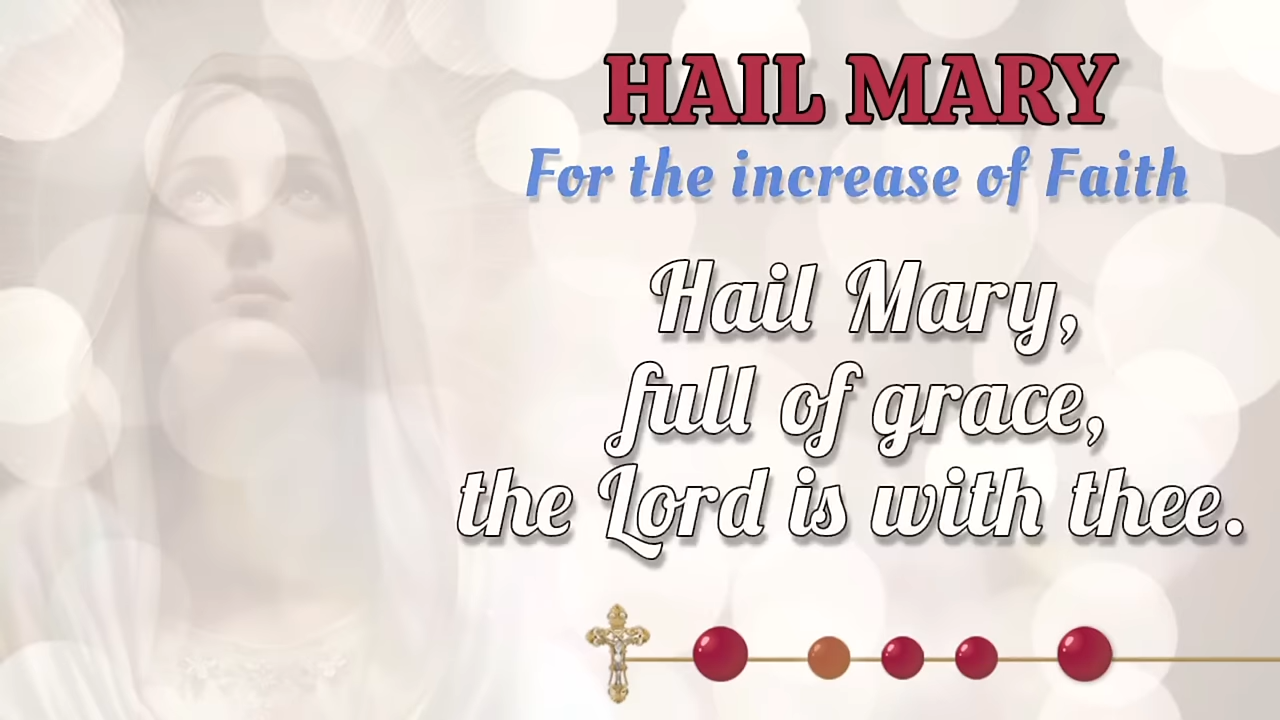 HAIL MARY
For the increase of Faith
Hail Mary,
full of grace,
the Lord is with thee.